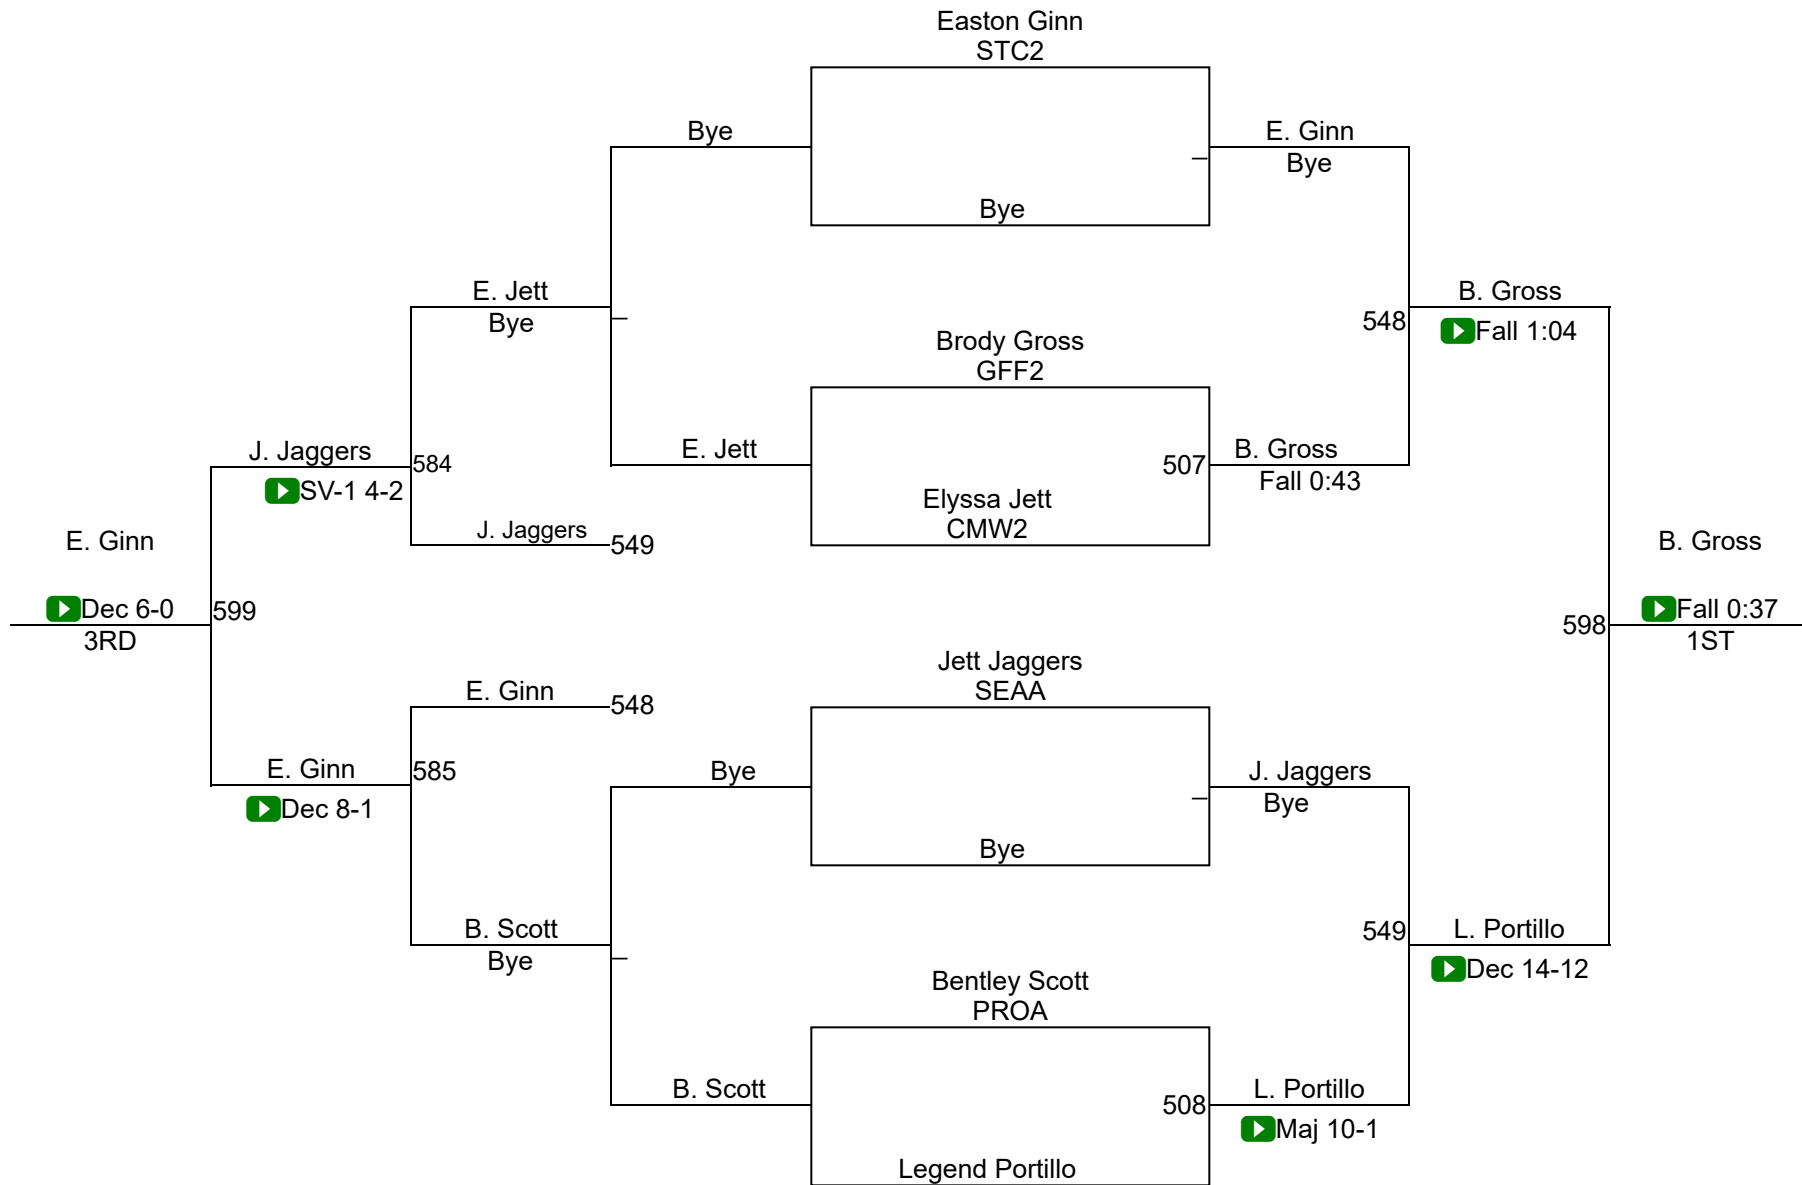 Easton Ginn
STC2
Bye
E. Ginn
Bye
Bye
E. Jett
Bye
B. Gross
548
Fall 1:04
Brody Gross
GFF2
J. Jaggers
584
SV-1 4-2
E. Jett
507
B. Gross
Fall 0:43
Elyssa Jett
CMW2
J. Jaggers
549
E. Ginn
B. Gross
Dec 6-0
599
3RD
598
Fall 0:37
1ST
Jett Jaggers
SEAA
E. Ginn
548
E. Ginn
585
Dec 8-1
Bye
J. Jaggers
Bye
Bye
B. Scott
Bye
549
L. Portillo
Dec 14-12
Bentley Scott
PROA
B. Scott
508
L. Portillo
Maj 10-1
Legend Portillo